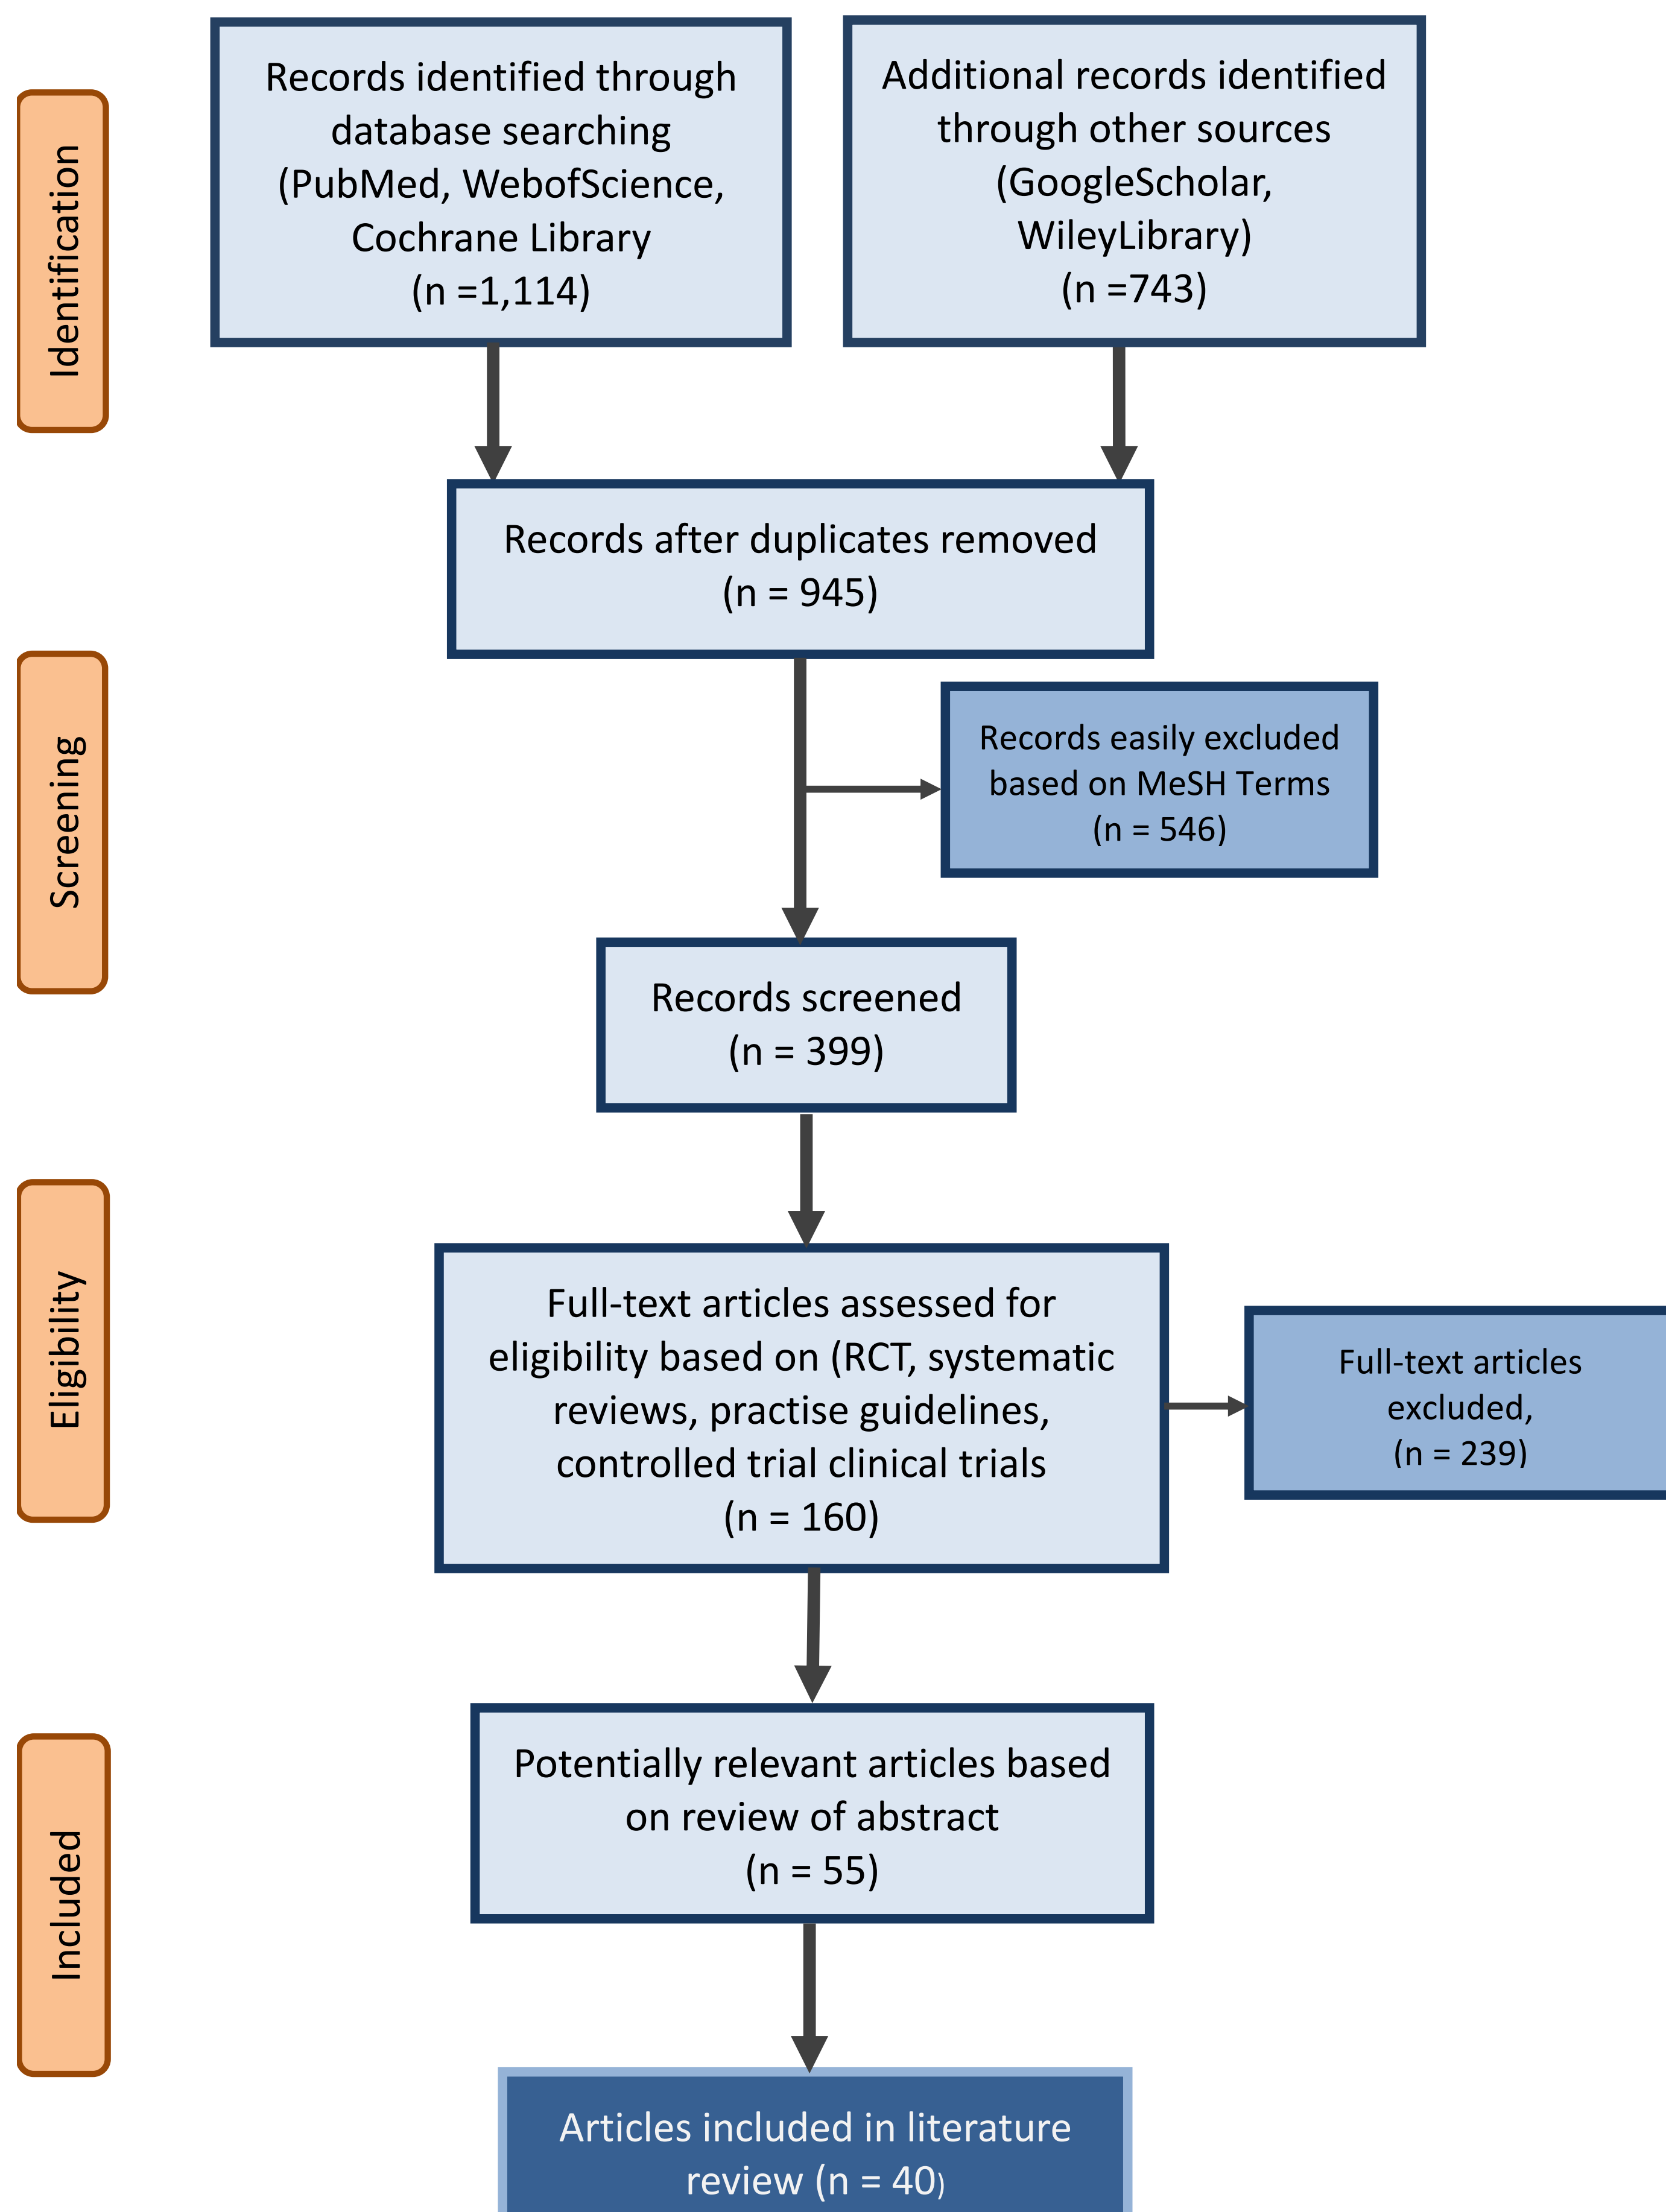 Identification
Records identified through
database searching
(PubMed, WebofScience,
Cochrane Library
(n =1,114)
Additional records identified
through other sources
(GoogleScholar,
WileyLibrary)
(n =743)
Records after duplicates removed
(n = 945)
Screening
Records easily excluded
based on MeSH Terms
(n = 546)
Records screened
(n = 399)
Eligibility
Full-text articles assessed for
eligibility based on (RCT, systematic
reviews, practise guidelines,
controlled trial clinical trials
(n = 160)
Full-text articles
excluded,
(n = 239)
Included
Potentially relevant articles based
on review of abstract
(n = 55)
Articles included in literature
review (n = 40)